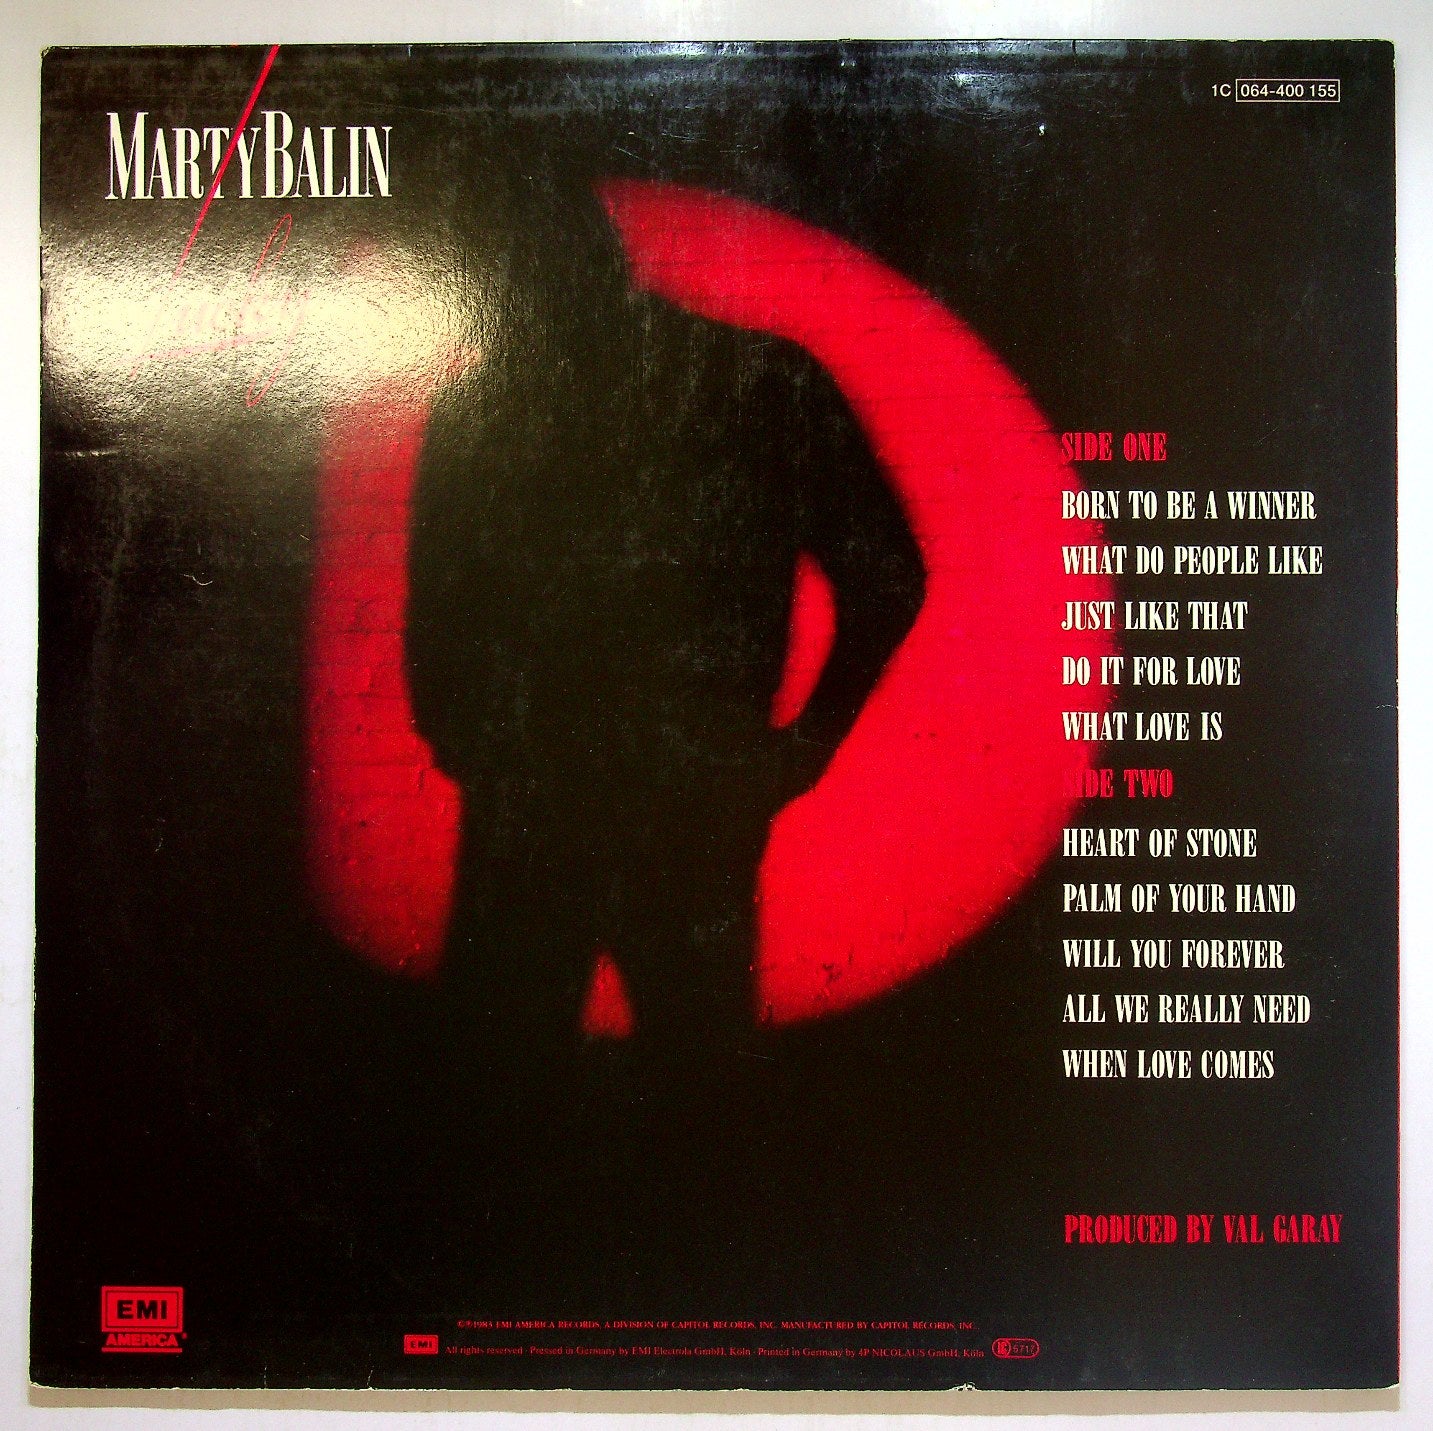 1C 064-400 155
MARTYBALIN
Lucky
SIDE ONE
BORN TO BE A WINNER
WHAT DO PEOPLE LIKE
JUST LIKE THAT
DO IT FOR LOVE
WHAT LOVE IS
SIDE TWO
HEART OF STONE
PALM OF YOUR HAND
WILL YOU FOREVER
ALL WE REALLY NEED
WHEN LOVE COMES
PRODUCED BY VAL GARAY
EMI
AMERICA
©℗1983 EMI AMERICA RECORDS, A DIVISION OF CAPITOL RECORDS, INC. MANUFACTURED BY CAPITOL RECORDS, INC.
EMI All rights reserved · Pressed in Germany by EMI Electrola GmbH, Köln · Printed in Germany by 4P NICOLAUS GmbH, Köln 5717